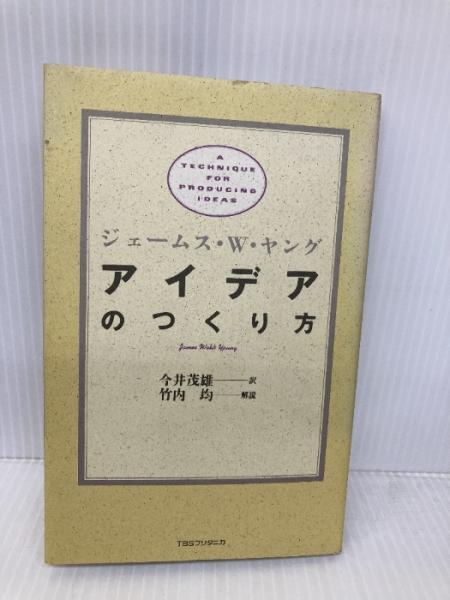 A
TECHNIQUE
FOR
PRODUCING
IDEAS
ジェームス・W・ヤング
アイデア
のつくり方
James Webb Young
今井茂雄――訳
竹内 均――解説
TBSブリタニカ